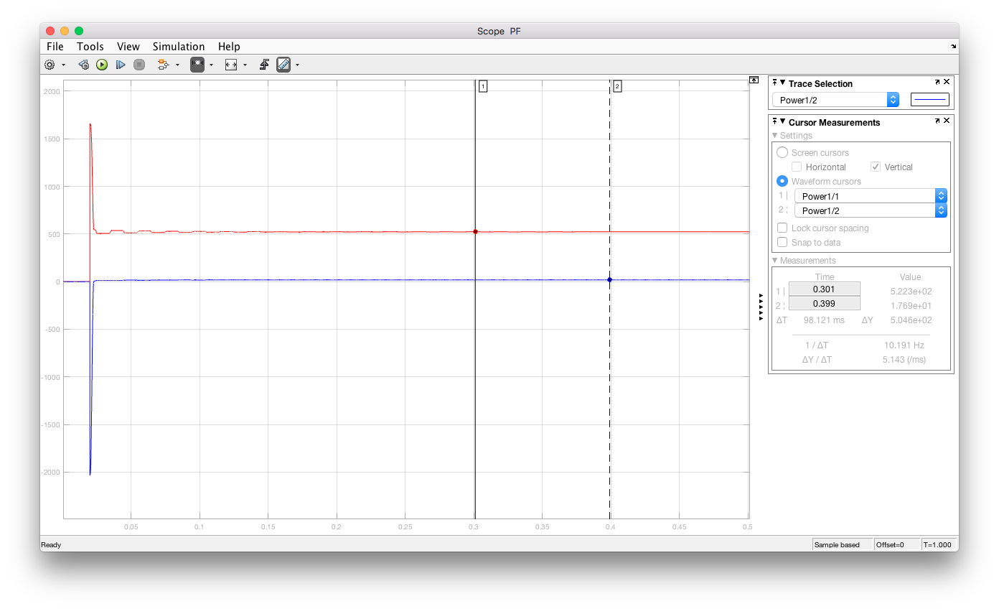 Scope PF
File Tools View Simulation Help
1
2
2000
1500
1000
500
0
-500
-1000
-1500
-2000
0.05 0.1 0.15 0.2 0.25 0.3 0.35 0.4 0.45 0.5
Trace Selection
Power1/2
Cursor Measurements
Settings
Screen cursors
Horizontal Vertical
Waveform cursors
1 | Power1/1
2 ¦ Power1/2
Lock cursor spacing
Snap to data
Measurements
Time Value
1 | 0.301 5.223e+02
2 ¦ 0.399 1.769e+01
ΔT 98.121 ms ΔY 5.046e+02
1 / ΔT 10.191 Hz
ΔY / ΔT 5.143 (/ms)
Ready Sample based Offset=0 T=1.000